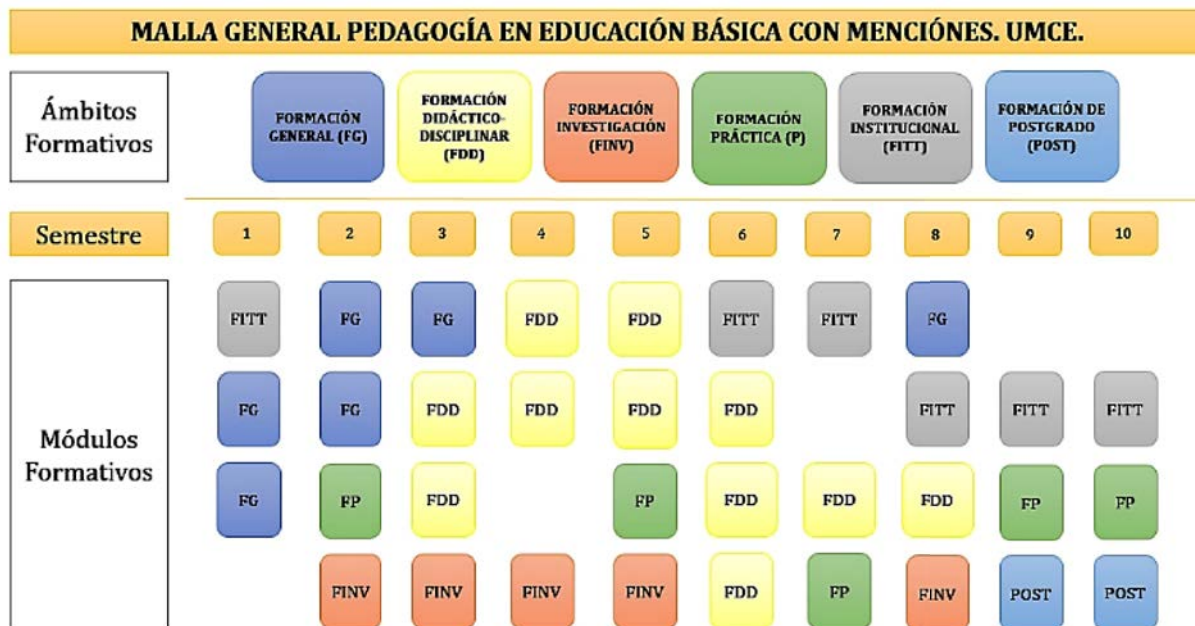 MALLA GENERAL PEDAGOGÍA EN EDUCACIÓN BÁSICA CON MENCIÓNES. UMCE.
Ámbitos
Formativos
FORMACIÓN
GENERAL (FG)
FORMACIÓN
DIDÁCTICO-
DISCIPLINAR
(FDD)
FORMACIÓN
INVESTIGACIÓN
(FINV)
FORMACIÓN
PRÁCTICA (P)
FORMACIÓN
INSTITUCIONAL
(FITT)
FORMACIÓN DE
POSTGRADO
(POST)
Semestre 1 2 3 4 5 6 7 8 9 10
Módulos
Formativos
FITT FG FG FDD FDD FITT FITT FG
FG FG FDD FDD FDD FDD FITT FITT FITT
FG FP FDD FP FDD FDD FDD FP FP
FINV FINV FINV FINV FDD FP FINV POST POST